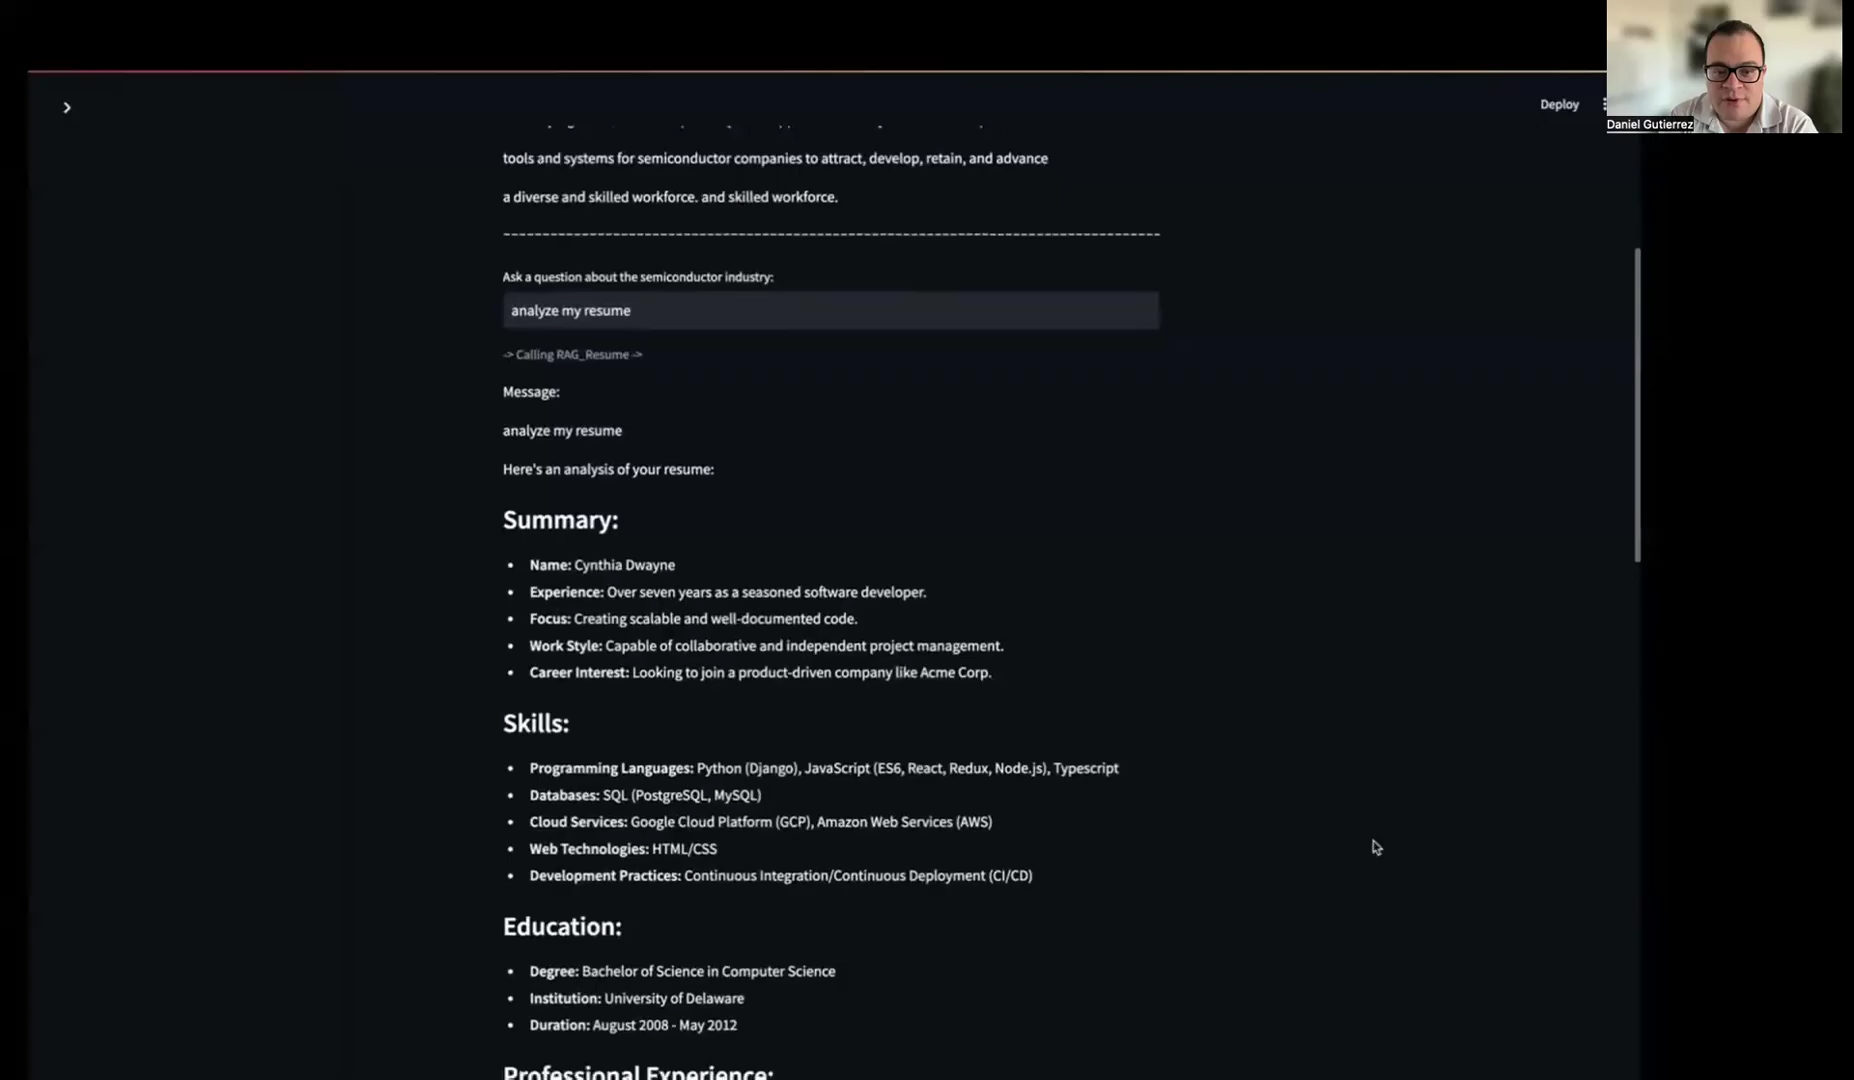 Deploy
Daniel Gutierrez
tools and systems for semiconductor companies to attract, develop, retain, and advance
a diverse and skilled workforce. and skilled workforce.
--------------------------------------------------------------------------------------
Ask a question about the semiconductor industry:
analyze my resume
-> Calling RAG_Resume ->
Message:
analyze my resume
Here's an analysis of your resume:
Summary:
• Name: Cynthia Dwayne
• Experience: Over seven years as a seasoned software developer.
• Focus: Creating scalable and well-documented code.
• Work Style: Capable of collaborative and independent project management.
• Career Interest: Looking to join a product-driven company like Acme Corp.
Skills:
• Programming Languages: Python (Django), JavaScript (ES6, React, Redux, Node.js), Typescript
• Databases: SQL (PostgreSQL, MySQL)
• Cloud Services: Google Cloud Platform (GCP), Amazon Web Services (AWS)
• Web Technologies: HTML/CSS
• Development Practices: Continuous Integration/Continuous Deployment (CI/CD)
Education:
• Degree: Bachelor of Science in Computer Science
• Institution: University of Delaware
• Duration: August 2008 - May 2012
Professional Experience: